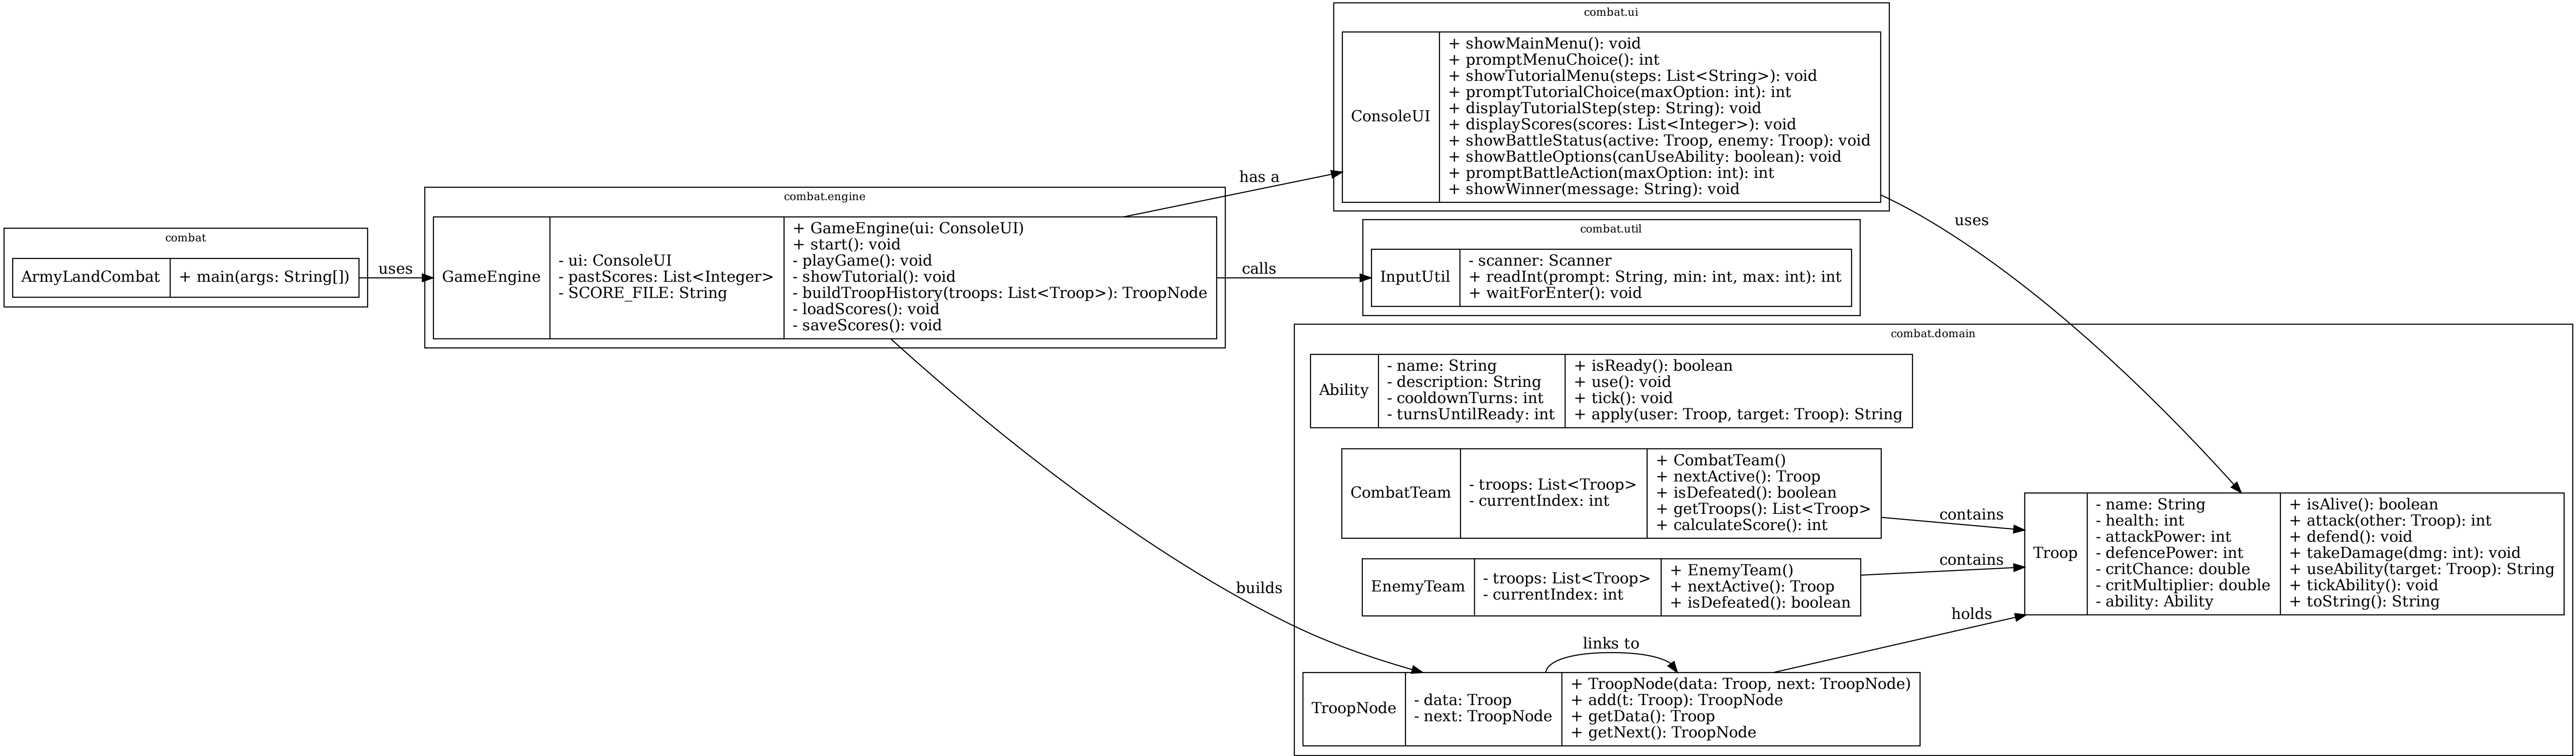 combat
ArmyLandCombat
+ main(args: String[])
uses
combat.engine
GameEngine
- ui: ConsoleUI
- pastScores: List<Integer>
- SCORE_FILE: String
+ GameEngine(ui: ConsoleUI)
+ start(): void
- playGame(): void
- showTutorial(): void
- buildTroopHistory(troops: List<Troop>): TroopNode
- loadScores(): void
- saveScores(): void
has a
calls
builds
combat.ui
ConsoleUI
+ showMainMenu(): void
+ promptMenuChoice(): int
+ showTutorialMenu(steps: List<String>): void
+ promptTutorialChoice(maxOption: int): int
+ displayTutorialStep(step: String): void
+ displayScores(scores: List<Integer>): void
+ showBattleStatus(active: Troop, enemy: Troop): void
+ showBattleOptions(canUseAbility: boolean): void
+ promptBattleAction(maxOption: int): int
+ showWinner(message: String): void
uses
combat.util
InputUtil
- scanner: Scanner
+ readInt(prompt: String, min: int, max: int): int
+ waitForEnter(): void
combat.domain
Ability
- name: String
- description: String
- cooldownTurns: int
- turnsUntilReady: int
+ isReady(): boolean
+ use(): void
+ tick(): void
+ apply(user: Troop, target: Troop): String
CombatTeam
- troops: List<Troop>
- currentIndex: int
+ CombatTeam()
+ nextActive(): Troop
+ isDefeated(): boolean
+ getTroops(): List<Troop>
+ calculateScore(): int
contains
EnemyTeam
- troops: List<Troop>
- currentIndex: int
+ EnemyTeam()
+ nextActive(): Troop
+ isDefeated(): boolean
contains
links to
holds
TroopNode
- data: Troop
- next: TroopNode
+ TroopNode(data: Troop, next: TroopNode)
+ add(t: Troop): TroopNode
+ getData(): Troop
+ getNext(): TroopNode
Troop
- name: String
- health: int
- attackPower: int
- defencePower: int
- critChance: double
- critMultiplier: double
- ability: Ability
+ isAlive(): boolean
+ attack(other: Troop): int
+ defend(): void
+ takeDamage(dmg: int): void
+ useAbility(target: Troop): String
+ tickAbility(): void
+ toString(): String